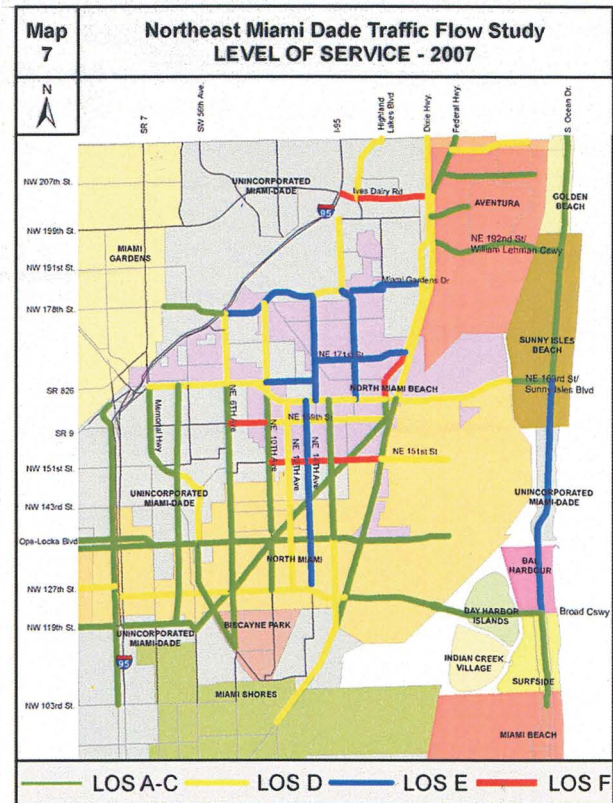 Map
7
Northeast Miami Dade Traffic Flow Study
LEVEL OF SERVICE - 2007
N
SR 7
SW 56th Ave.
I-95
Highland
Lakes Blvd
Dixie Hwy.
Federal Hwy.
S. Ocean Dr.
NW 207th St.
UNINCORPORATED
MIAMI-DADE
Ives Dairy Rd
95
AVENTURA
GOLDEN
BEACH
NW 199th St.
MIAMI
GARDENS
NE 192nd St/
William Lehman Cswy
NW 191st St.
Miami Gardens Dr
NW 178th St.
SUNNY ISLES
BEACH
NE 171st St
NORTH MIAMI BEACH
NE 163rd St/
Sunny Isles Blvd
SR 826
Memorial Hwy
NE 6TH Ave
NE 159th St
SR 9
NE 10TH Ave
NE 12TH Ave
NE 14TH Ave
NE 151st St
NW 151st St.
UNINCORPORATED
MIAMI-DADE
UNINCORPORATED
MIAMI-DADE
NW 143rd St.
Opa-Locka Blvd
NORTH MIAMI
BAL
HARBOUR
NW 127th St.
BISCAYNE PARK
BAY HARBOR
ISLANDS
Broad Cswy
NW 119th St.
UNINCORPORATED
MIAMI-DADE
INDIAN CREEK
VILLAGE
95
SURFSIDE
NW 103rd St.
MIAMI SHORES
MIAMI BEACH
LOS A-C
LOS D
LOS E
LOS F